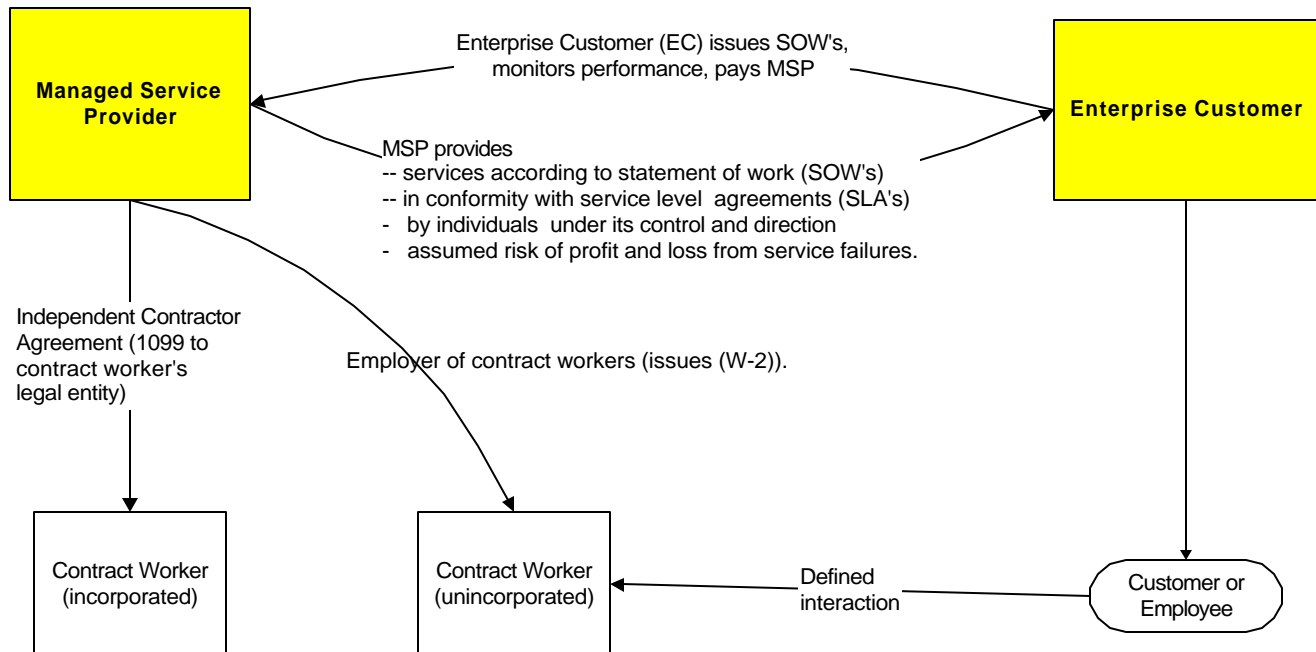 Enterprise Customer (EC) issues SOW's,
monitors performance, pays MSP
Managed Service
Provider
Enterprise Customer
MSP provides
-- services according to statement of work (SOW's)
-- in conformity with service level agreements (SLA's)
- by individuals under its control and direction
- assumed risk of profit and loss from service failures.
Independent Contractor
Agreement (1099 to
contract worker's
legal entity)
Employer of contract workers (issues (W-2)).
Contract Worker
(incorporated)
Contract Worker
(unincorporated)
Defined
interaction
Customer or
Employee